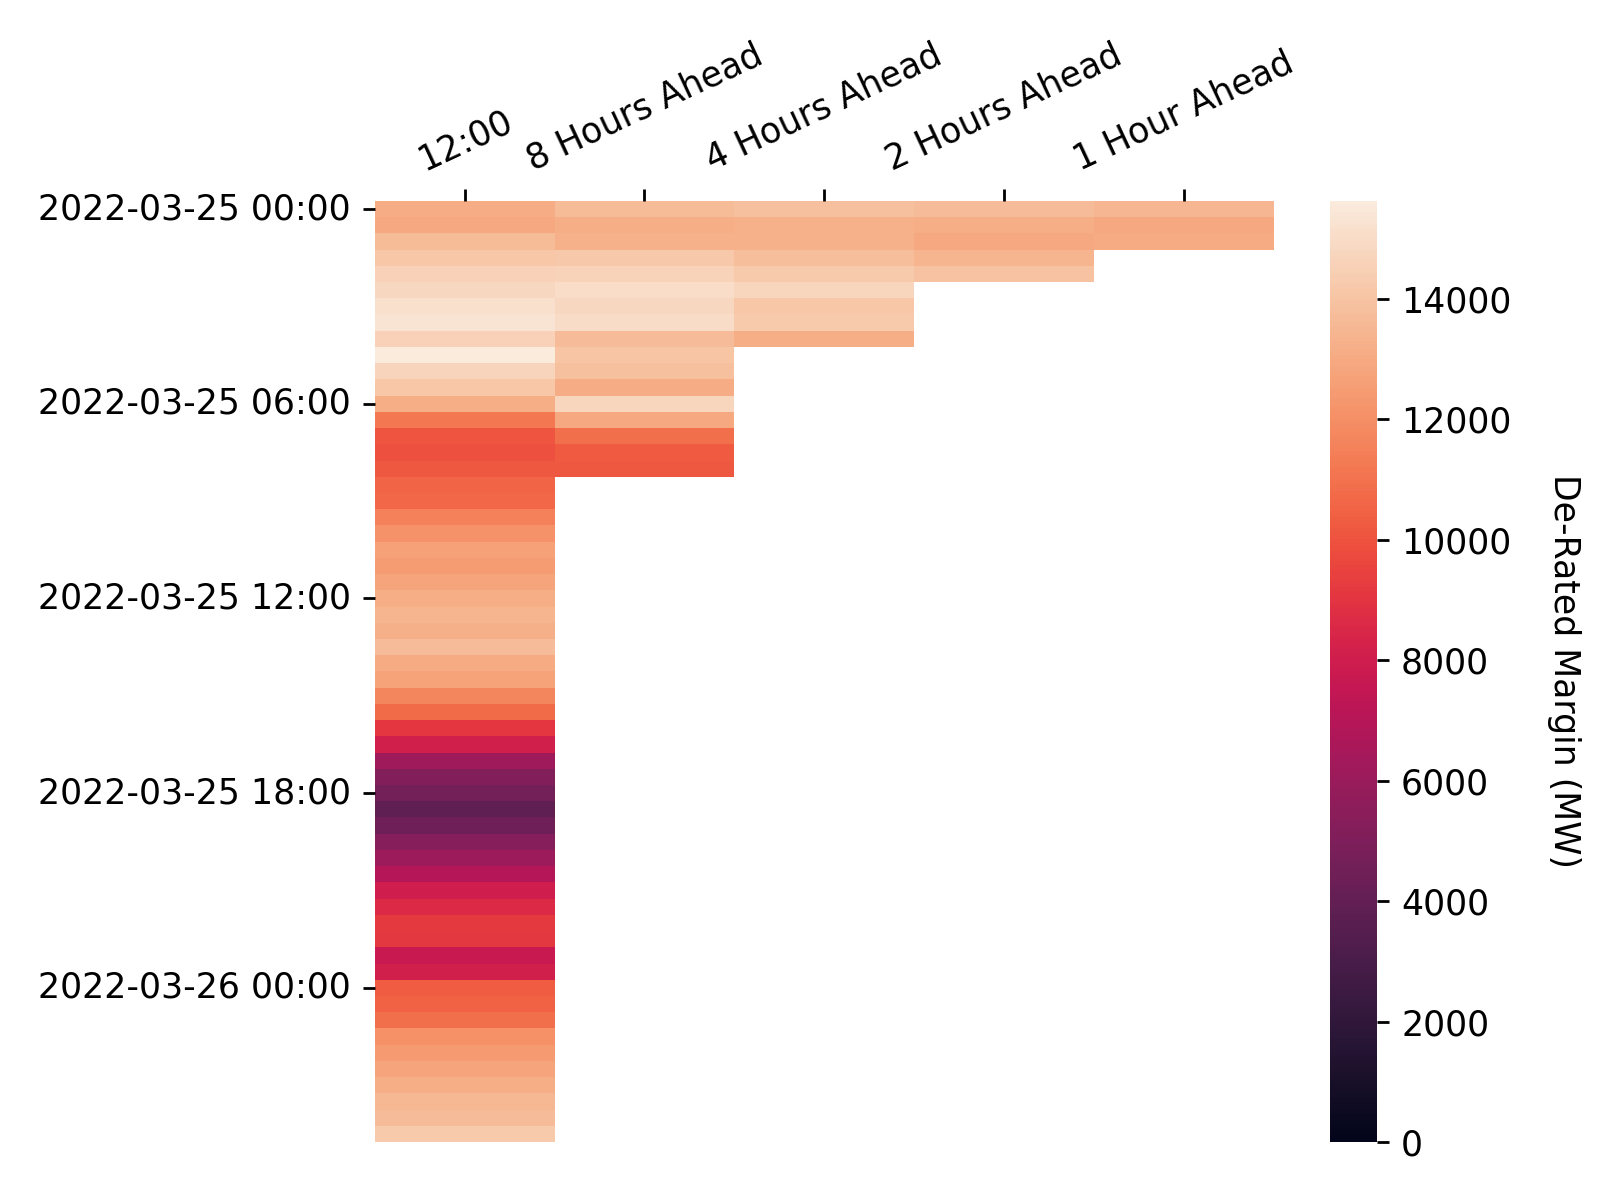 12:00
8 Hours Ahead
4 Hours Ahead
2 Hours Ahead
1 Hour Ahead
2022-03-25 00:00
2022-03-25 06:00
2022-03-25 12:00
2022-03-25 18:00
2022-03-26 00:00
14000
12000
10000
8000
6000
4000
2000
0
De-Rated Margin (MW)